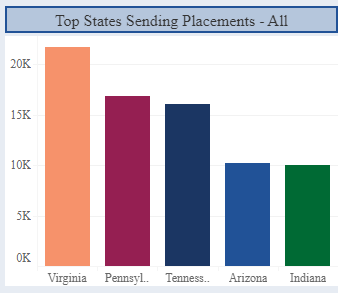 Top States Sending Placements - All
20K
15K
10K
5K
0K
Virginia Pennsyl.. Tenness.. Arizona Indiana